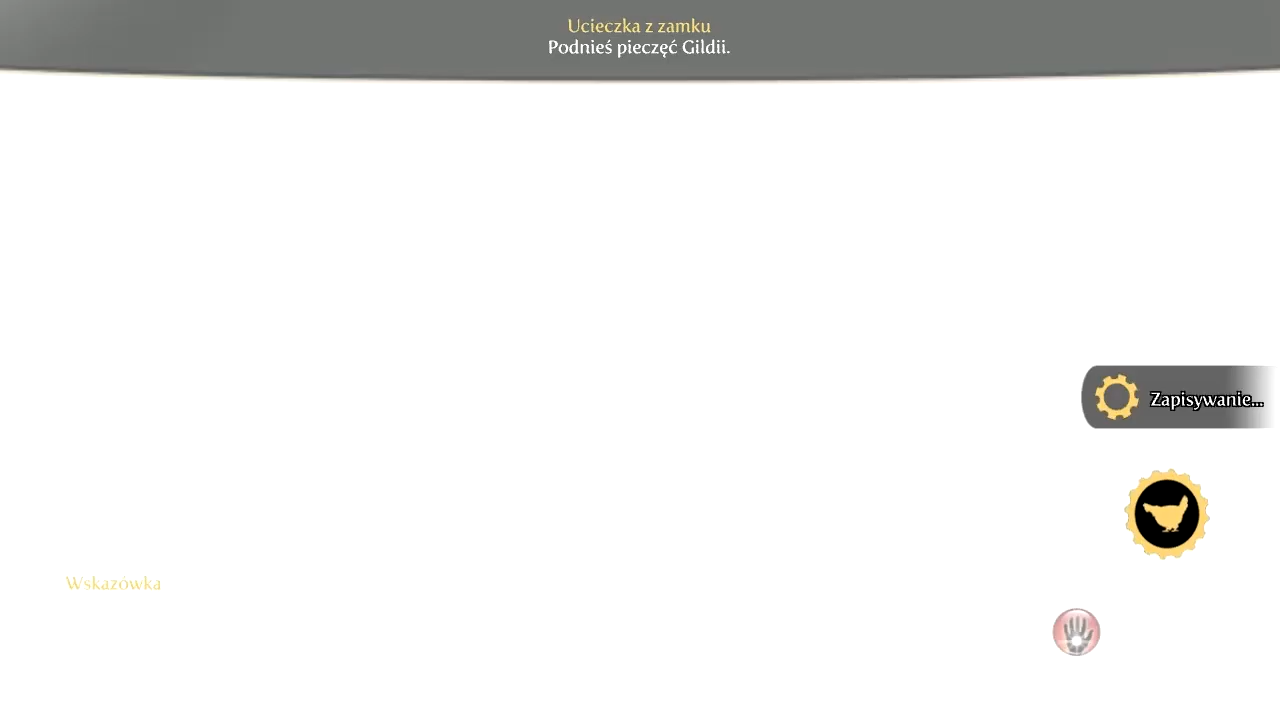 Ucieczka z zamku
Podnieś pieczęć Gildii.
Zapisywanie...
Wskazówka